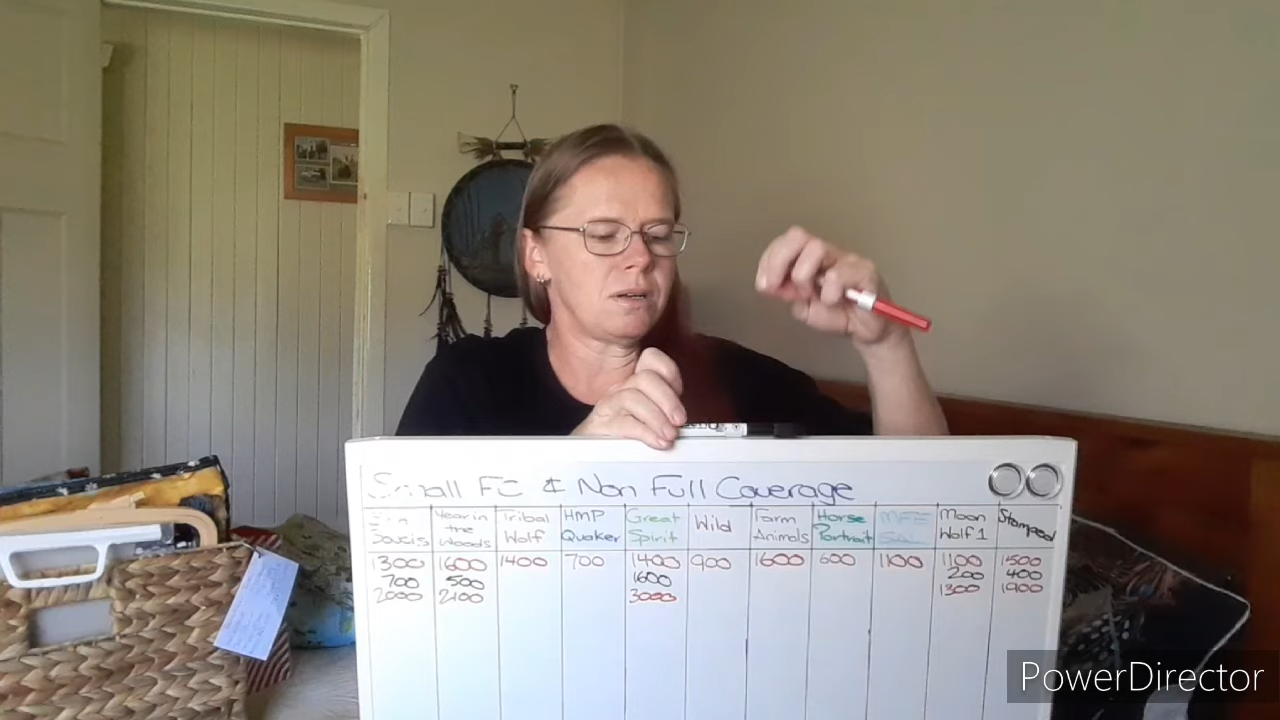 Small FC & Non Full Coverage
Year in the Woods
Tribal Wolf
HMP Quaker
Great Spirit
Wild
Farm Animals
Horse Portrait
SAL
Moon Wolf 1
Stampede
1300 1600 1400 700 1400 900 1600 600 1100 1100 1500
700 500 1600 200 400
2000 2100 3000 1300 1900
PowerDirector